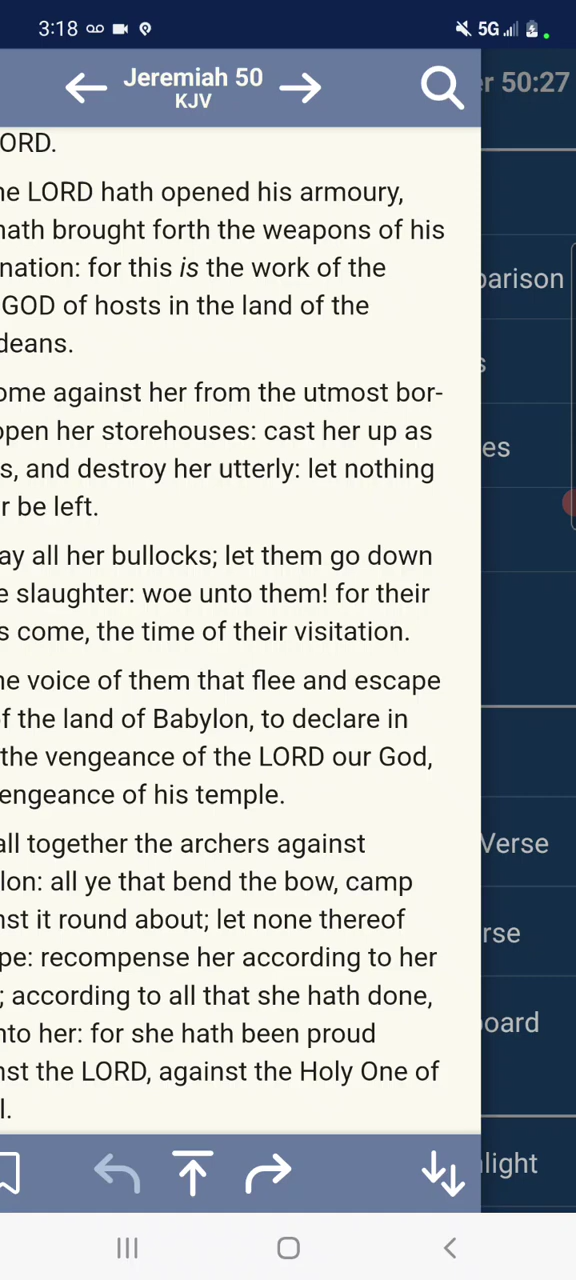 3:18
5G
Jeremiah 50
KJV
er 50:27
ORD.
he LORD hath opened his armoury,
hath brought forth the weapons of his
nation: for this is the work of the
GOD of hosts in the land of the
deans.
ome against her from the utmost bor-
open her storehouses: cast her up as
s, and destroy her utterly: let nothing
r be left.
ay all her bullocks; let them go down
e slaughter: woe unto them! for their
s come, the time of their visitation.
he voice of them that flee and escape
f the land of Babylon, to declare in
the vengeance of the LORD our God,
engeance of his temple.
all together the archers against
lon: all ye that bend the bow, camp
nst it round about; let none thereof
pe: recompense her according to her
; according to all that she hath done,
nto her: for she hath been proud
nst the LORD, against the Holy One of
l.
parison
s
es
Verse
rse
board
light